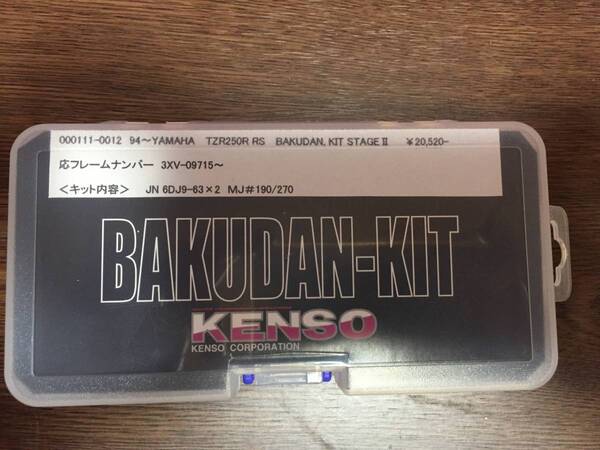 000111-0012 94～YAMAHA TZR250R RS BAKUDAN, KIT STAGE Ⅱ ￥20,520-
応フレームナンバー 3XV-09715～
＜キット内容＞ JN 6DJ9-63×2 MJ#190/270
BAKUDAN-KIT
KENSO
KENSO CORPORATION